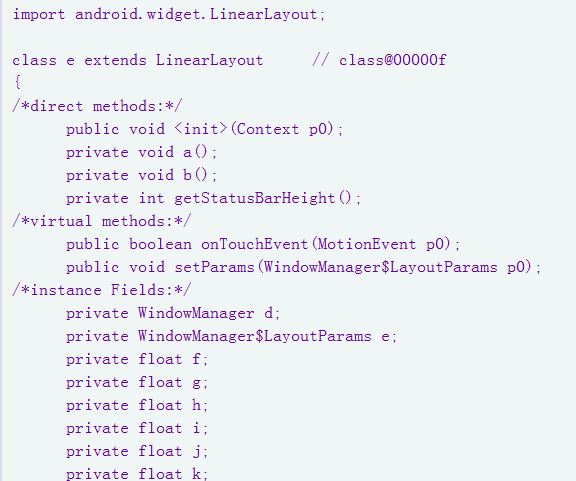 import android.widget.LinearLayout;
class e extends LinearLayout // class@00000f
{
/*direct methods:*/
public void <init>(Context p0);
private void a();
private void b();
private int getStatusBarHeight();
/*virtual methods:*/
public boolean onTouchEvent(MotionEvent p0);
public void setParams(WindowManager$LayoutParams p0);
/*instance Fields:*/
private WindowManager d;
private WindowManager$LayoutParams e;
private float f;
private float g;
private float h;
private float i;
private float j;
private float k;